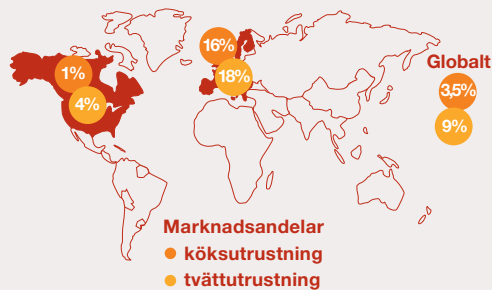 16%
1%
18%
4%
Globalt
3,5%
9%
Marknadsandelar
köksutrustning
tvättutrustning